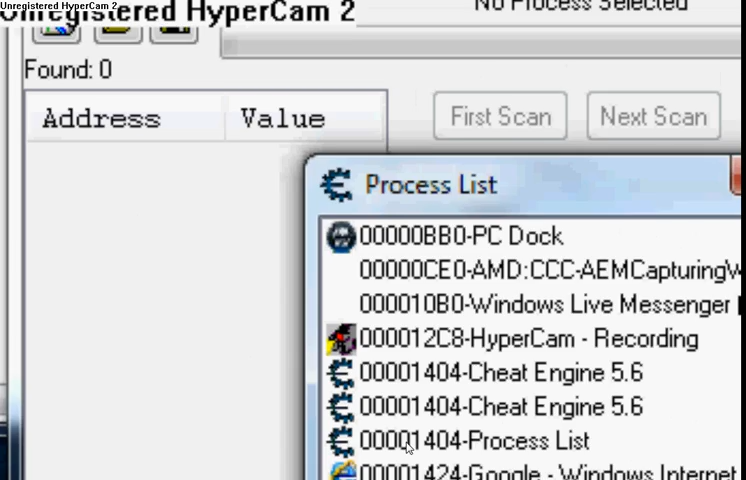 Unregistered HyperCam 2
Unregistered HyperCam 2
No Process Selected
Found: 0
Address Value
First Scan Next Scan
Process List
00000BB0-PC Dock
00000CE0-AMD:CCC-AEMCapturingW
000010B0-Windows Live Messenger
000012C8-HyperCam - Recording
00001404-Cheat Engine 5.6
00001404-Cheat Engine 5.6
00001404-Process List
00001424-Google - Windows Internet